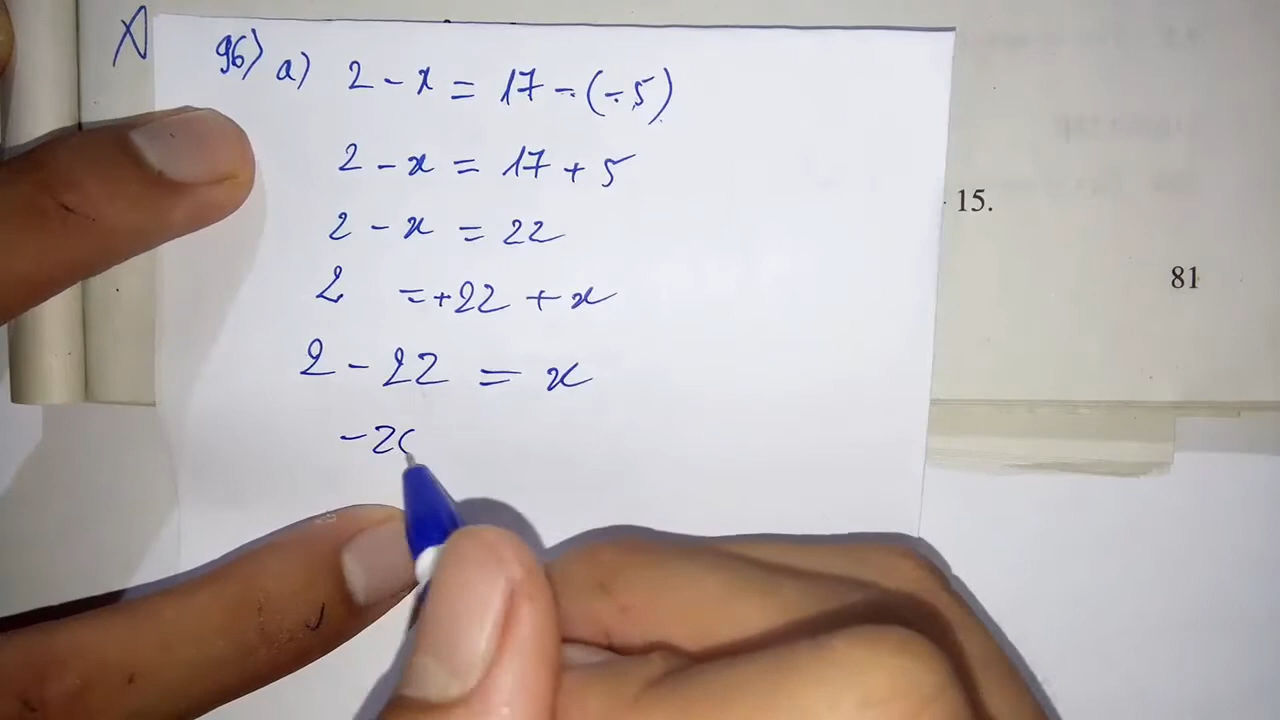 96) a) 2 - x = 17 - (-5)
2 - x = 17 + 5
2 - x = 22
2 = +22 + x
2 - 22 = x
-20
15.
81